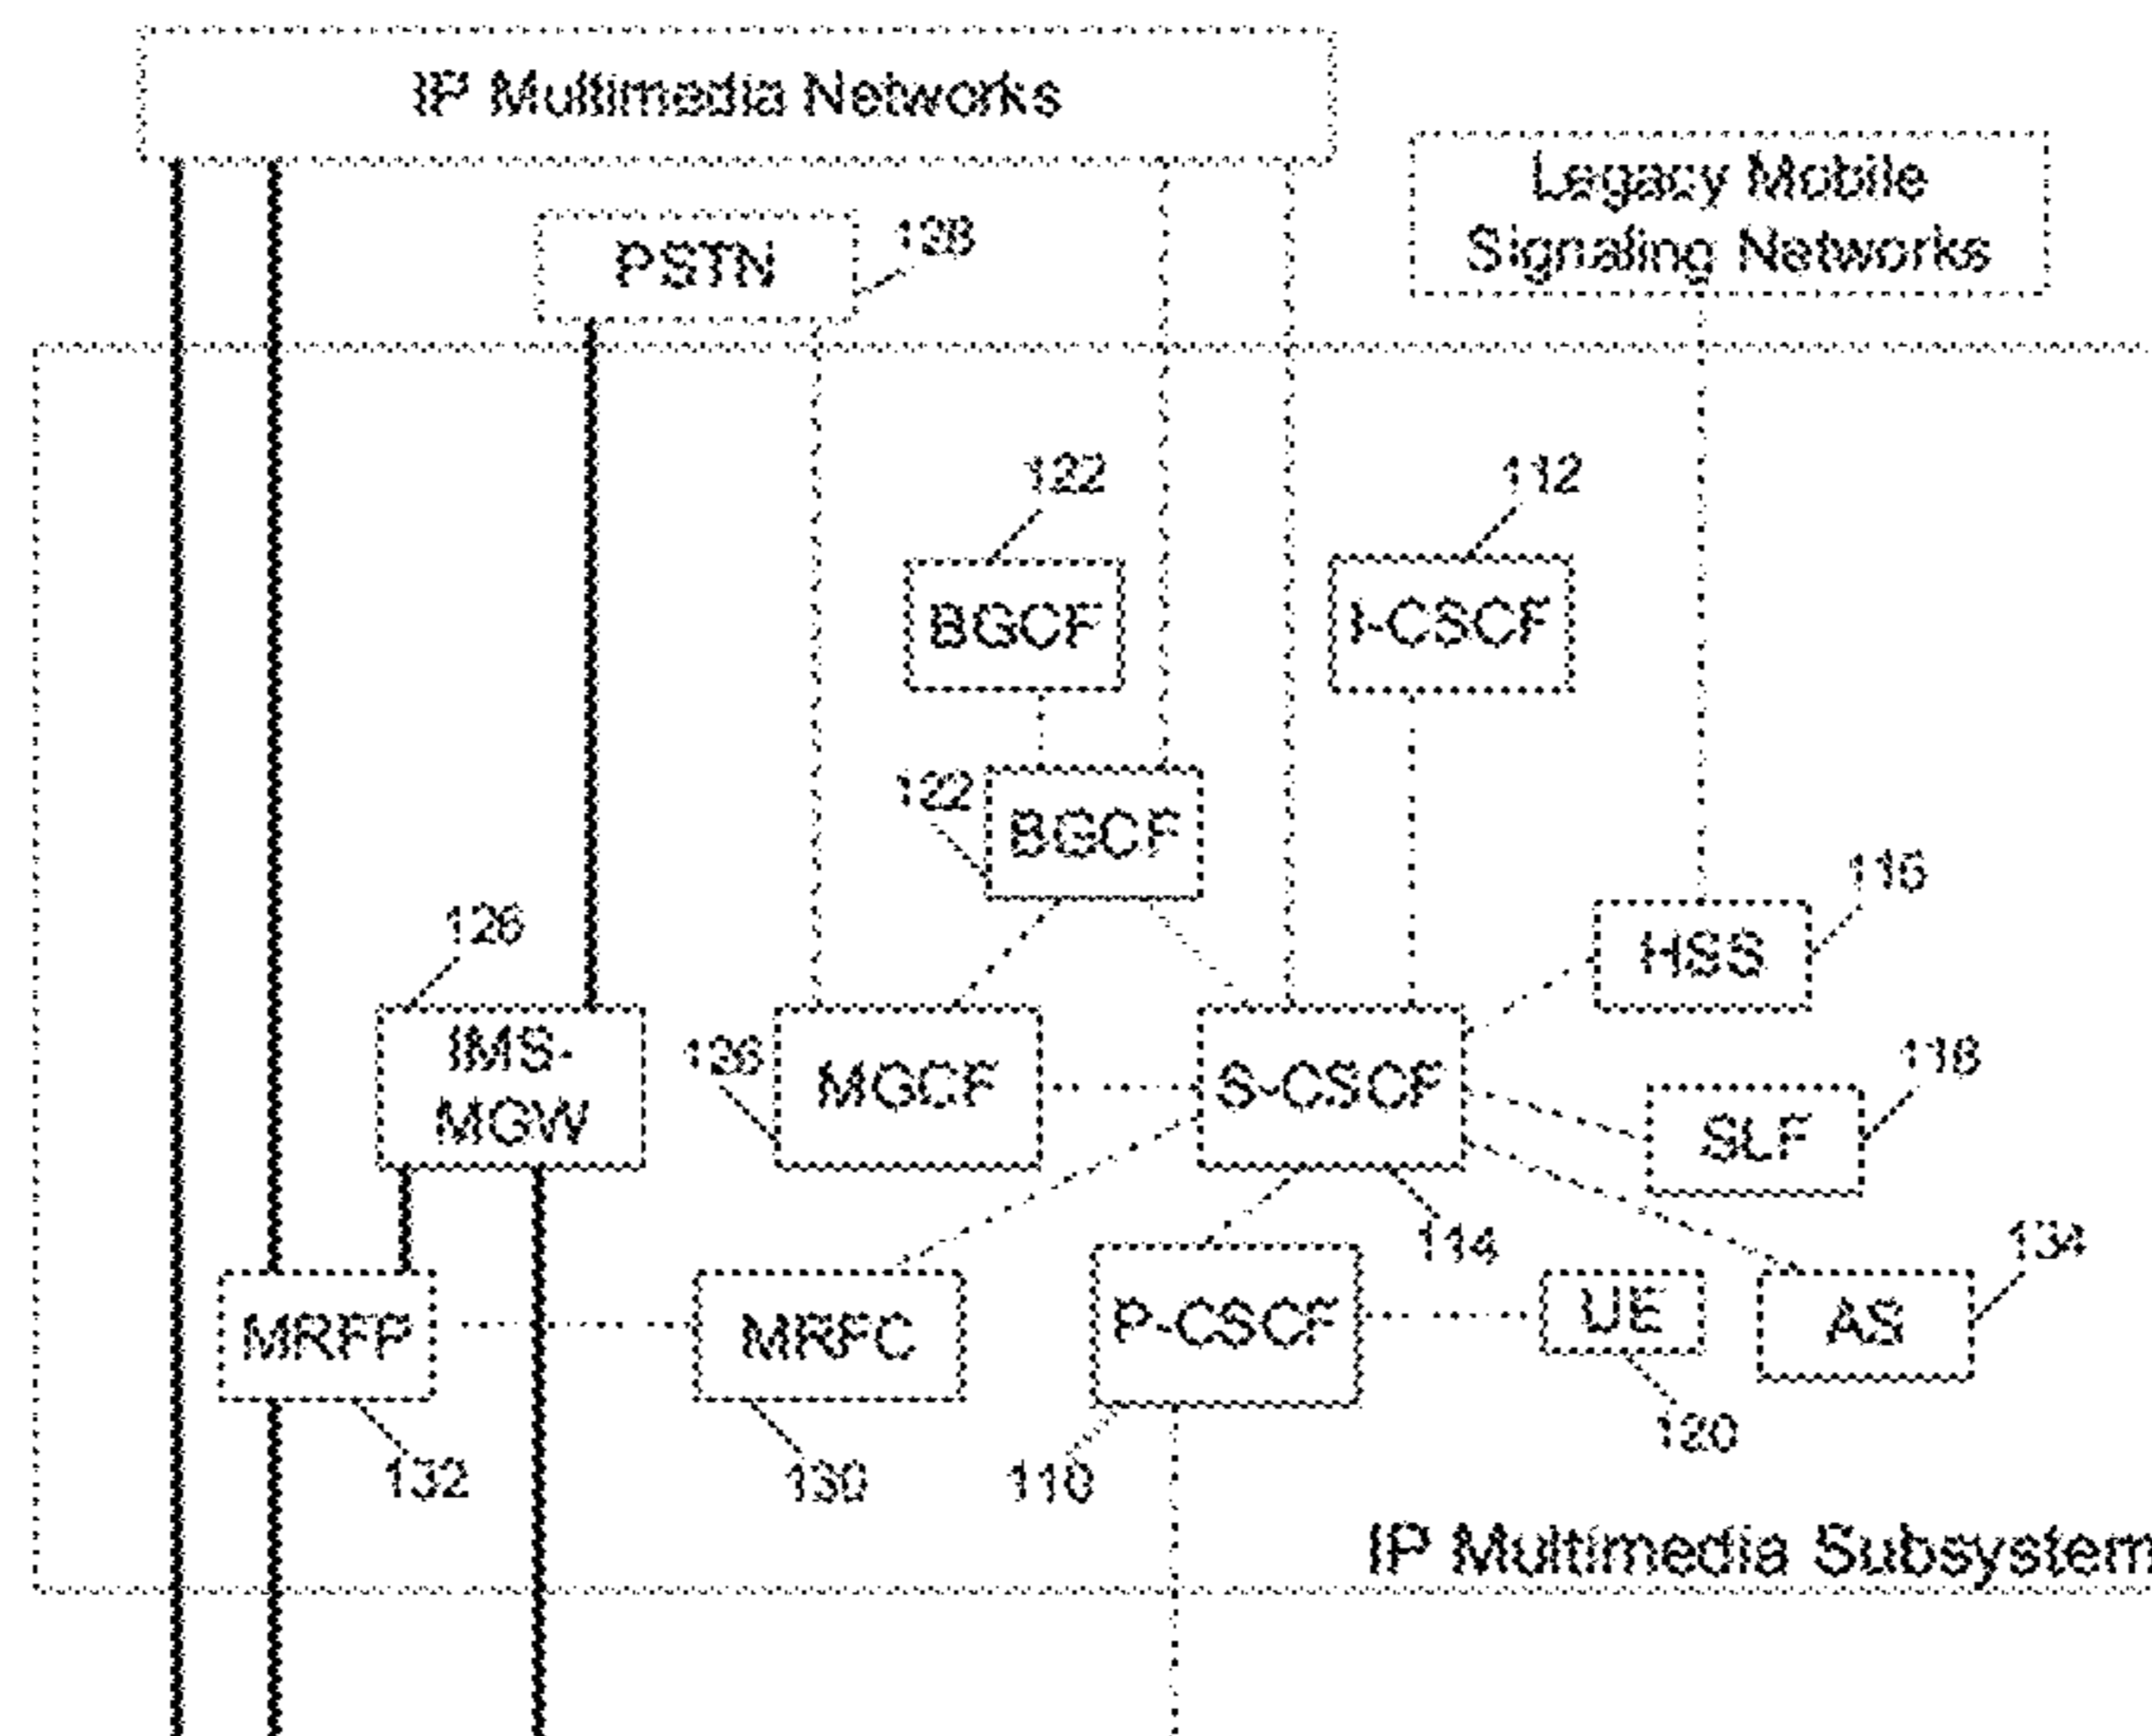 IP Multimedia Networks
Legacy Mobile
Signaling Networks
PSTN
138
122
112
BGCF
I-CSCF
122
BGCF
116
HSS
126
IMS-
MGW
136
MGCF
S-CSCF
118
SLF
114
134
MRFP
MRFC
P-CSCF
UE
AS
120
132
130
110
IP Multimedia Subsystem